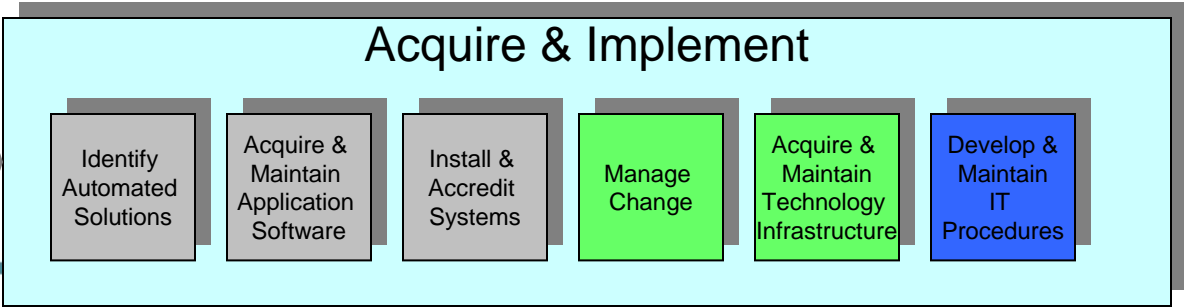 Acquire & Implement
Identify
Automated
Solutions
Acquire &
Maintain
Application
Software
Install &
Accredit
Systems
Manage
Change
Acquire &
Maintain
Technology
Infrastructure
Develop &
Maintain
IT
Procedures